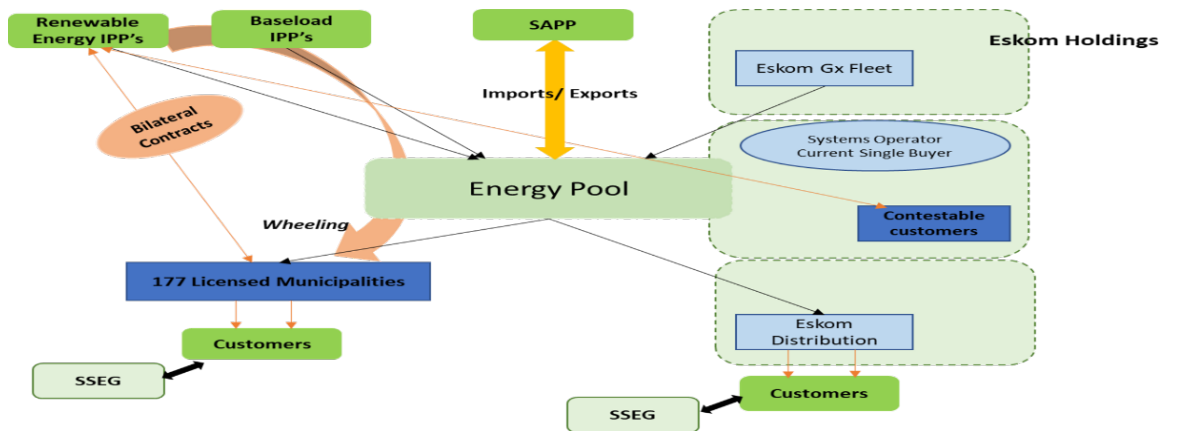 Renewable
Energy IPP's
Baseload
IPP's
SAPP
Eskom Holdings
Eskom Gx Fleet
Imports/ Exports
Bilateral
Contracts
Systems Operator
Current Single Buyer
Energy Pool
Contestable
customers
Wheeling
177 Licensed Municipalities
Eskom
Distribution
Customers
SSEG
Customers
SSEG